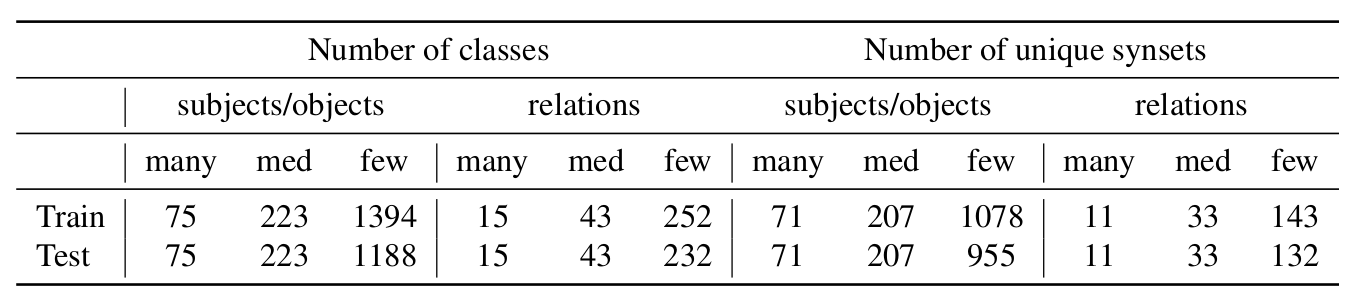 Number of classes Number of unique synsets
subjects/objects relations subjects/objects relations
many med few many med few many med few many med few
Train 75 223 1394 15 43 252 71 207 1078 11 33 143
Test 75 223 1188 15 43 232 71 207 955 11 33 132